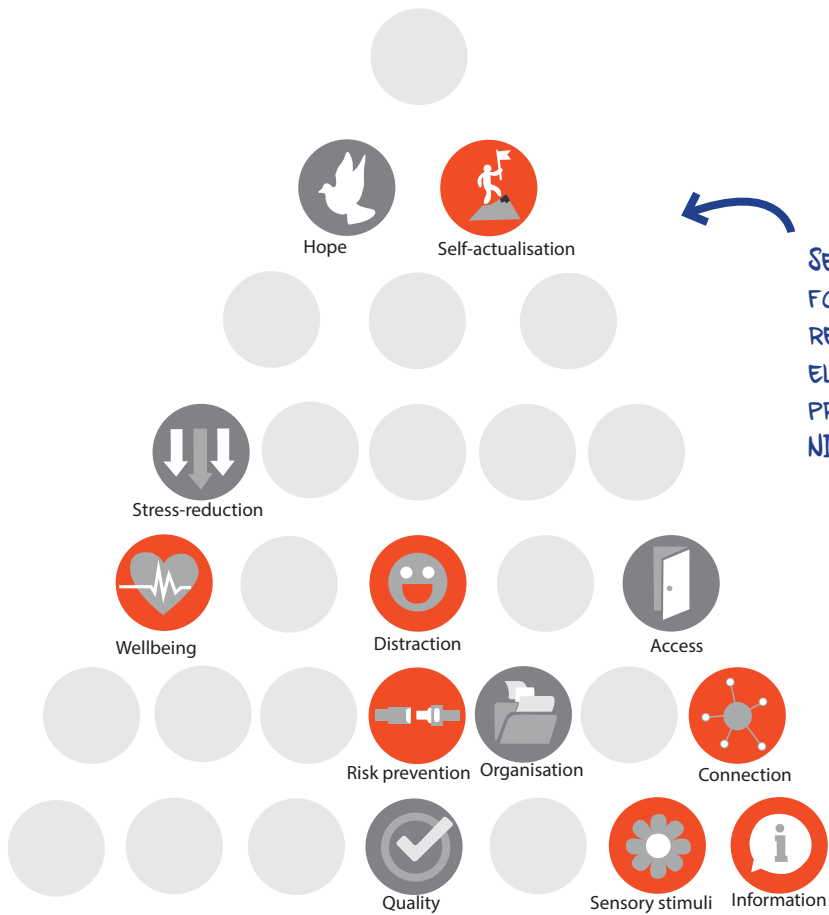 Hope
Self-actualisation
Stress-reduction
Wellbeing
Distraction
Access
Risk prevention
Organisation
Connection
Quality
Sensory stimuli
Information